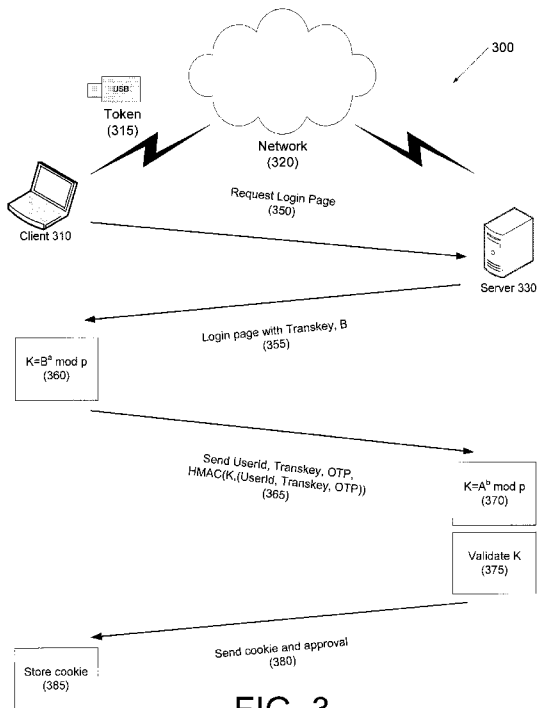 300
USB
Token
(315)
Network
(320)
Request Login Page
(350)
Client 310
Server 330
Login page with Transkey, B
(355)
K=Bᵃ mod p
(360)
Send UserId, Transkey, OTP,
HMAC(K,(UserId, Transkey, OTP))
(365)
K=Aᵇ mod p
(370)
Validate K
(375)
Send cookie and approval
(380)
Store cookie
(385)
FIG. 3